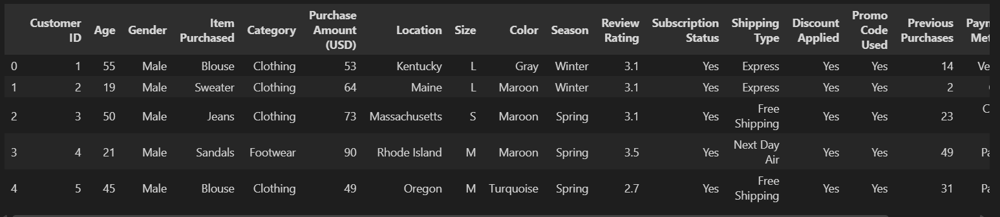 Customer ID Age Gender Item Purchased Category Purchase Amount (USD) Location Size Color Season Review Rating Subscription Status Shipping Type Discount Applied Promo Code Used Previous Purchases
0 1 55 Male Blouse Clothing 53 Kentucky L Gray Winter 3.1 Yes Express Yes Yes 14
1 2 19 Male Sweater Clothing 64 Maine L Maroon Winter 3.1 Yes Express Yes Yes 2
2 3 50 Male Jeans Clothing 73 Massachusetts S Maroon Spring 3.1 Yes Free Shipping Yes Yes 23
3 4 21 Male Sandals Footwear 90 Rhode Island M Maroon Spring 3.5 Yes Next Day Air Yes Yes 49
4 5 45 Male Blouse Clothing 49 Oregon M Turquoise Spring 2.7 Yes Free Shipping Yes Yes 31